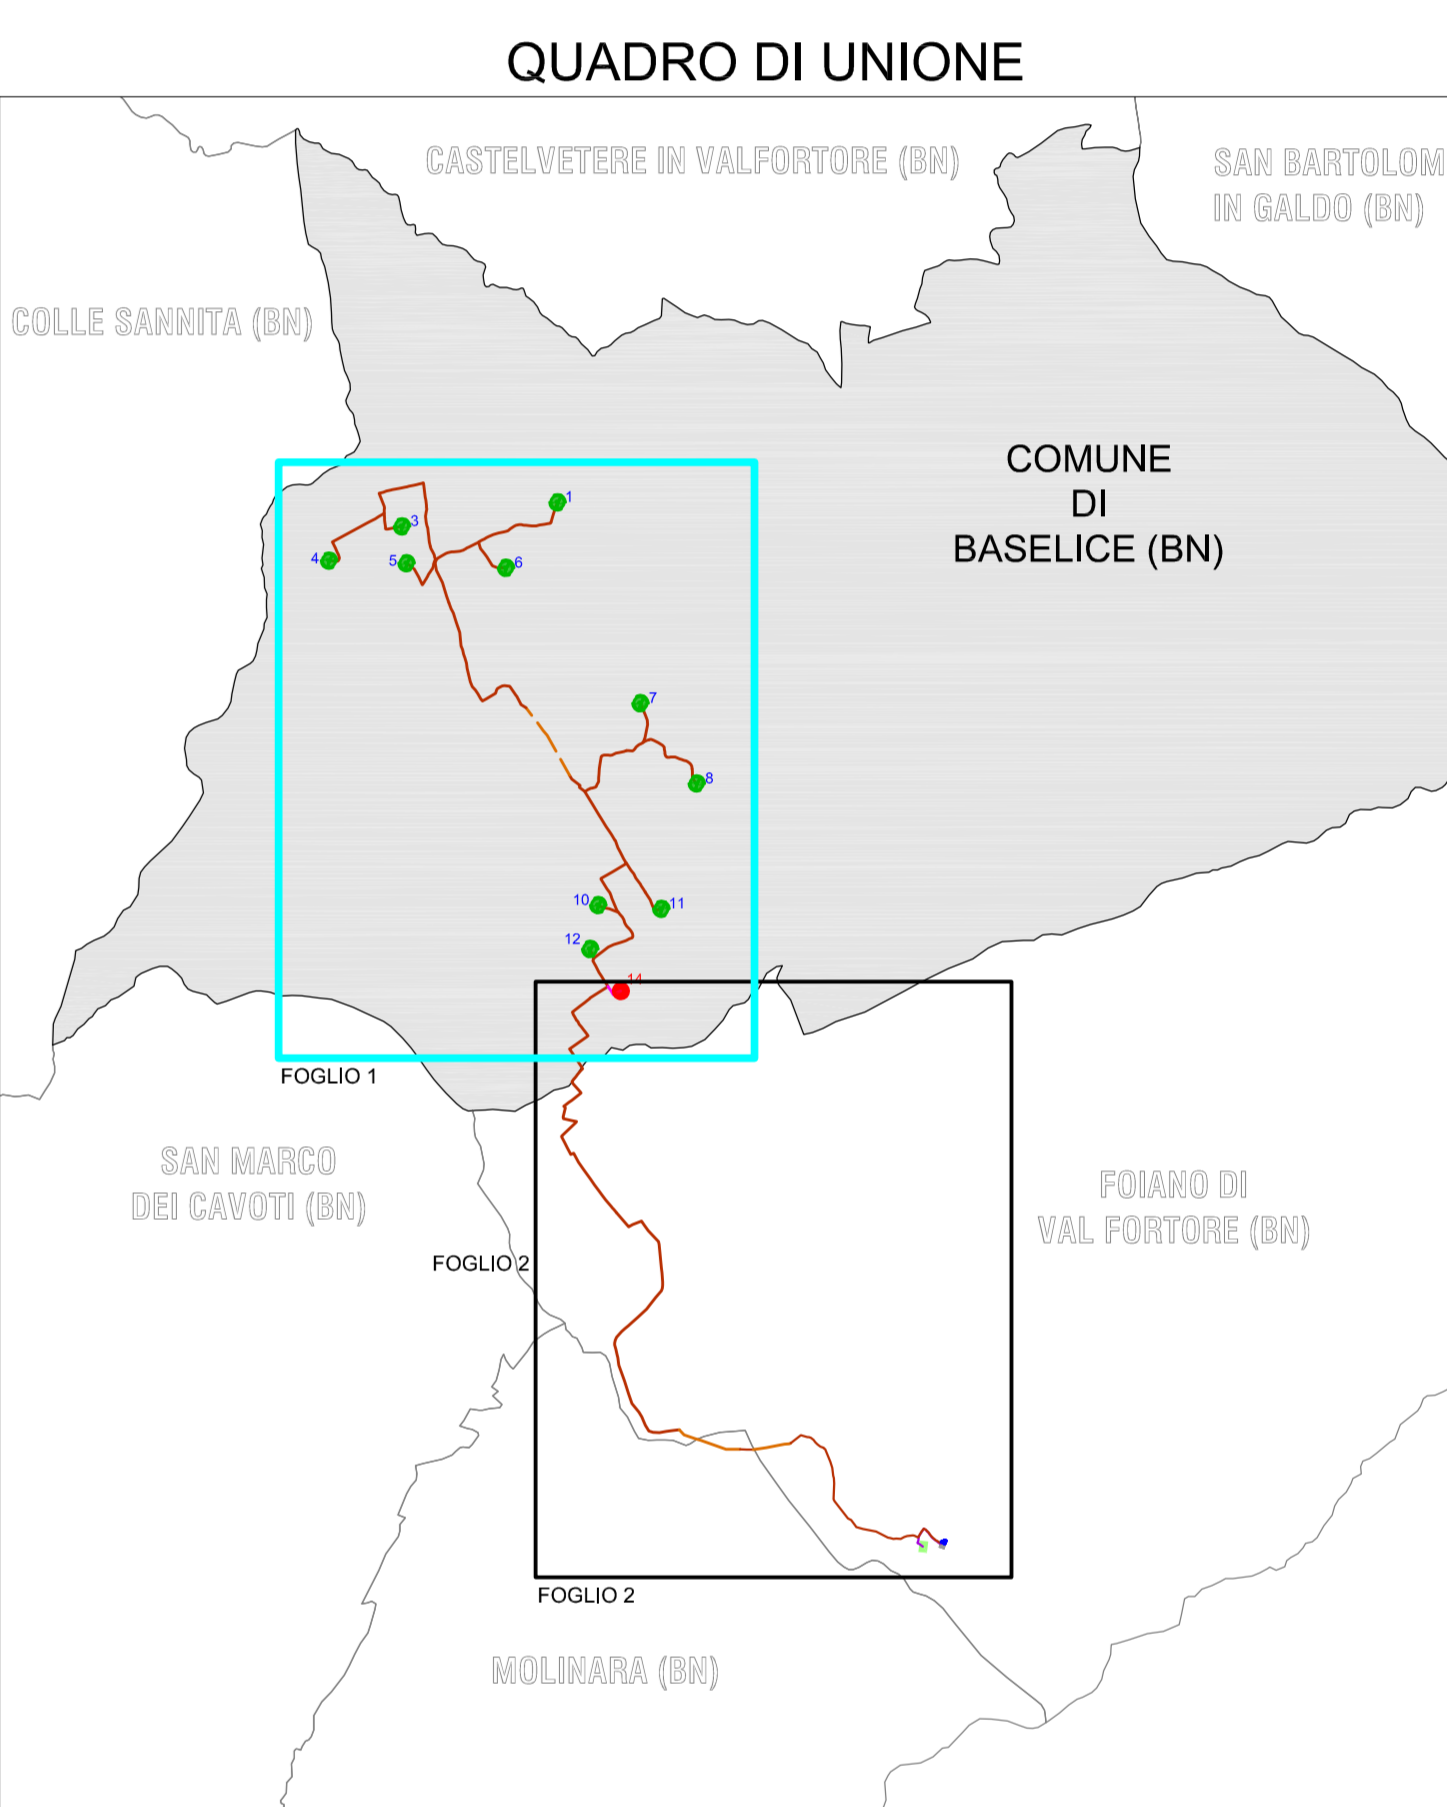 QUADRO DI UNIONE
CASTELVETERE IN VALFORTORE (BN)
SAN BARTOLOM
IN GALDO (BN)
COLLE SANNITA (BN)
COMUNE
DI
BASELICE (BN)
1
3
4
5
6
7
8
10
11
12
14
FOGLIO 1
SAN MARCO
DEI CAVOTI (BN)
FOIANO DI
VAL FORTORE (BN)
FOGLIO 2
FOGLIO 2
MOLINARA (BN)